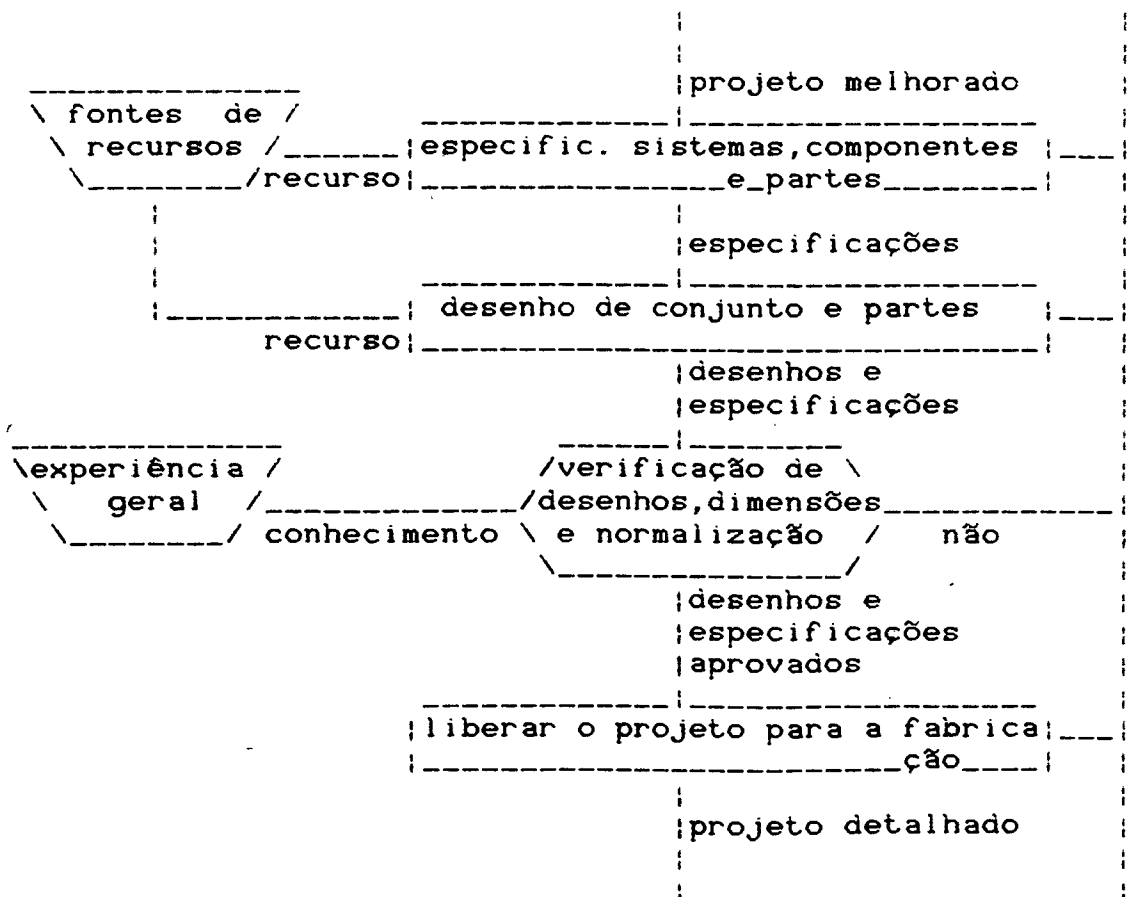 projeto melhorado
fontes de
recursos
recurso
especific. sistemas,componentes
e partes
especificações
desenho de conjunto e partes
recurso
desenhos e
especificações
experiência
geral
conhecimento
verificação de
desenhos,dimensões
e normalização
não
desenhos e
especificações
aprovados
liberar o projeto para a fabrica
ção
projeto detalhado